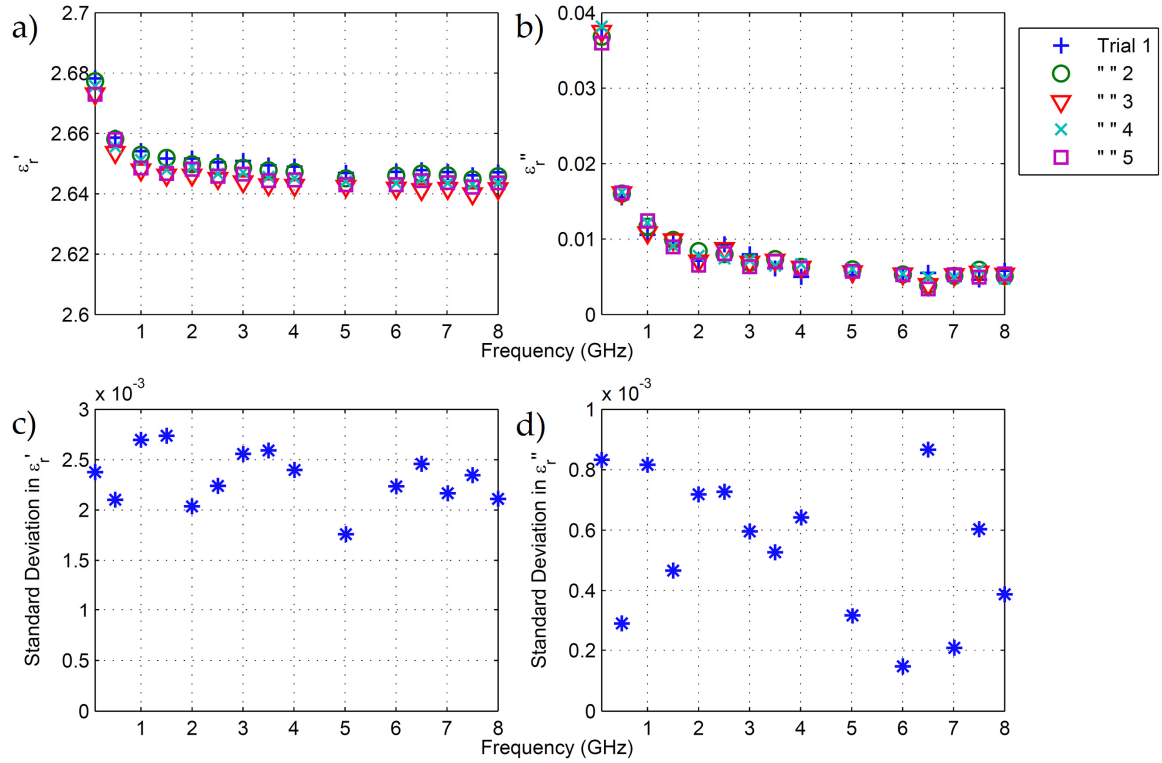 a)
2.7
2.68
2.66
2.64
2.62
2.6
εr'
1 2 3 4 5 6 7 8
b)
0.04
0.03
0.02
0.01
0
εr"
1 2 3 4 5 6 7 8
Frequency (GHz)
Trial 1
" " 2
" " 3
" " 4
" " 5
c)
x 10-3
3
2.5
2
1.5
1
0.5
0
Standard Deviation in εr'
1 2 3 4 5 6 7 8
d)
x 10-3
1
0.8
0.6
0.4
0.2
0
Standard Deviation in εr"
1 2 3 4 5 6 7 8
Frequency (GHz)